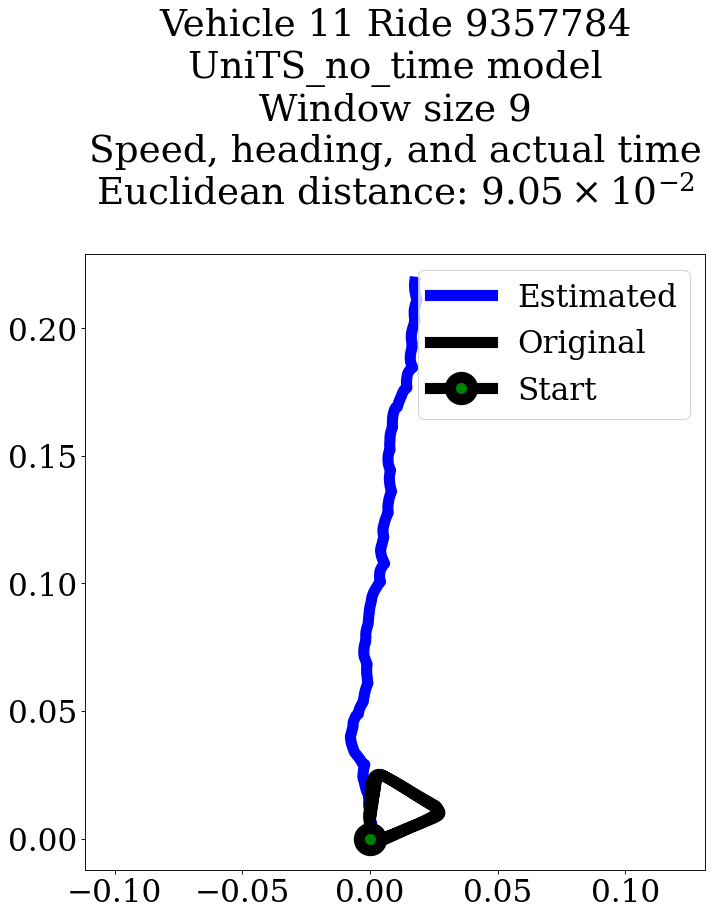 Vehicle 11 Ride 9357784
UniTS_no_time model
Window size 9
Speed, heading, and actual time
Euclidean distance: 9.05 × 10⁻²
Estimated
Original
Start
0.20
0.15
0.10
0.05
0.00
−0.10 −0.05 0.00 0.05 0.10